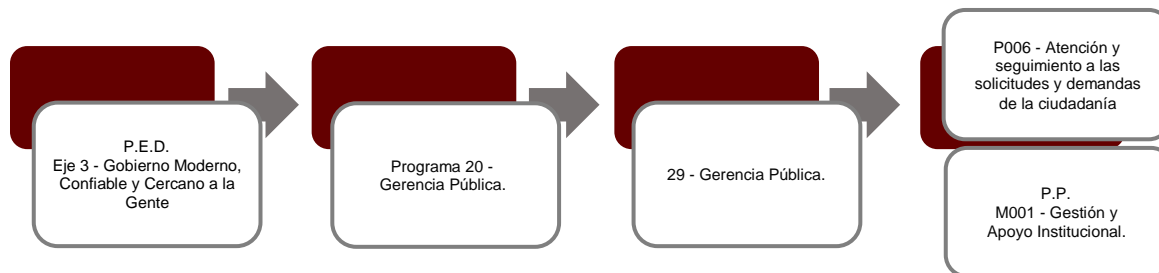 P.E.D.
Eje 3 - Gobierno Moderno,
Confiable y Cercano a la
Gente
Programa 20 -
Gerencia Pública.
29 - Gerencia Pública.
P006 - Atención y
seguimiento a las
solicitudes y demandas
de la ciudadanía
P.P.
M001 - Gestión y
Apoyo Institucional.